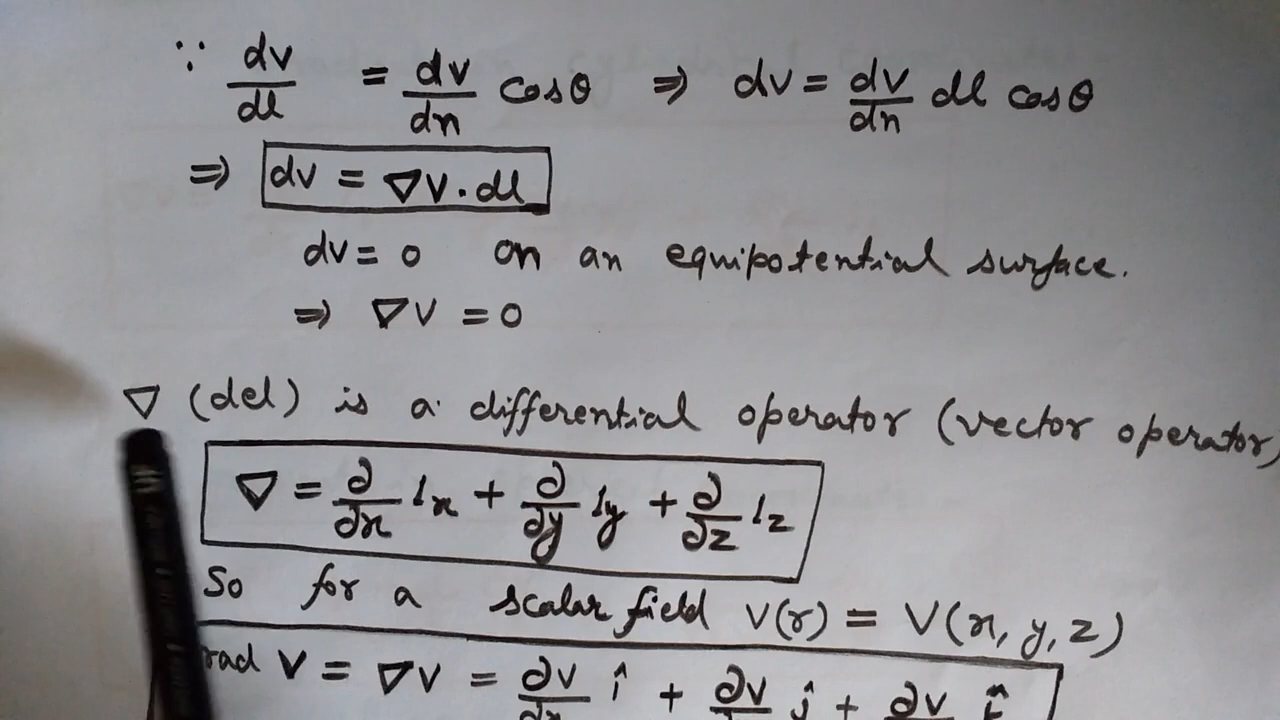 ∵ dv/dl = dv/dn cosθ ⇒ dv = dv/dn dl cosθ
⇒ dv = ∇V·dl
dv = 0 on an equipotential surface.
⇒ ∇V = 0
∇ (del) is a differential operator (vector operator)
∇ = ∂/∂x 1x + ∂/∂y 1y + ∂/∂z 1z
So for a scalar field V(r) = V(x, y, z)
rad V = ∇V = ∂V/∂x î + ∂V/ ĵ + ∂V/